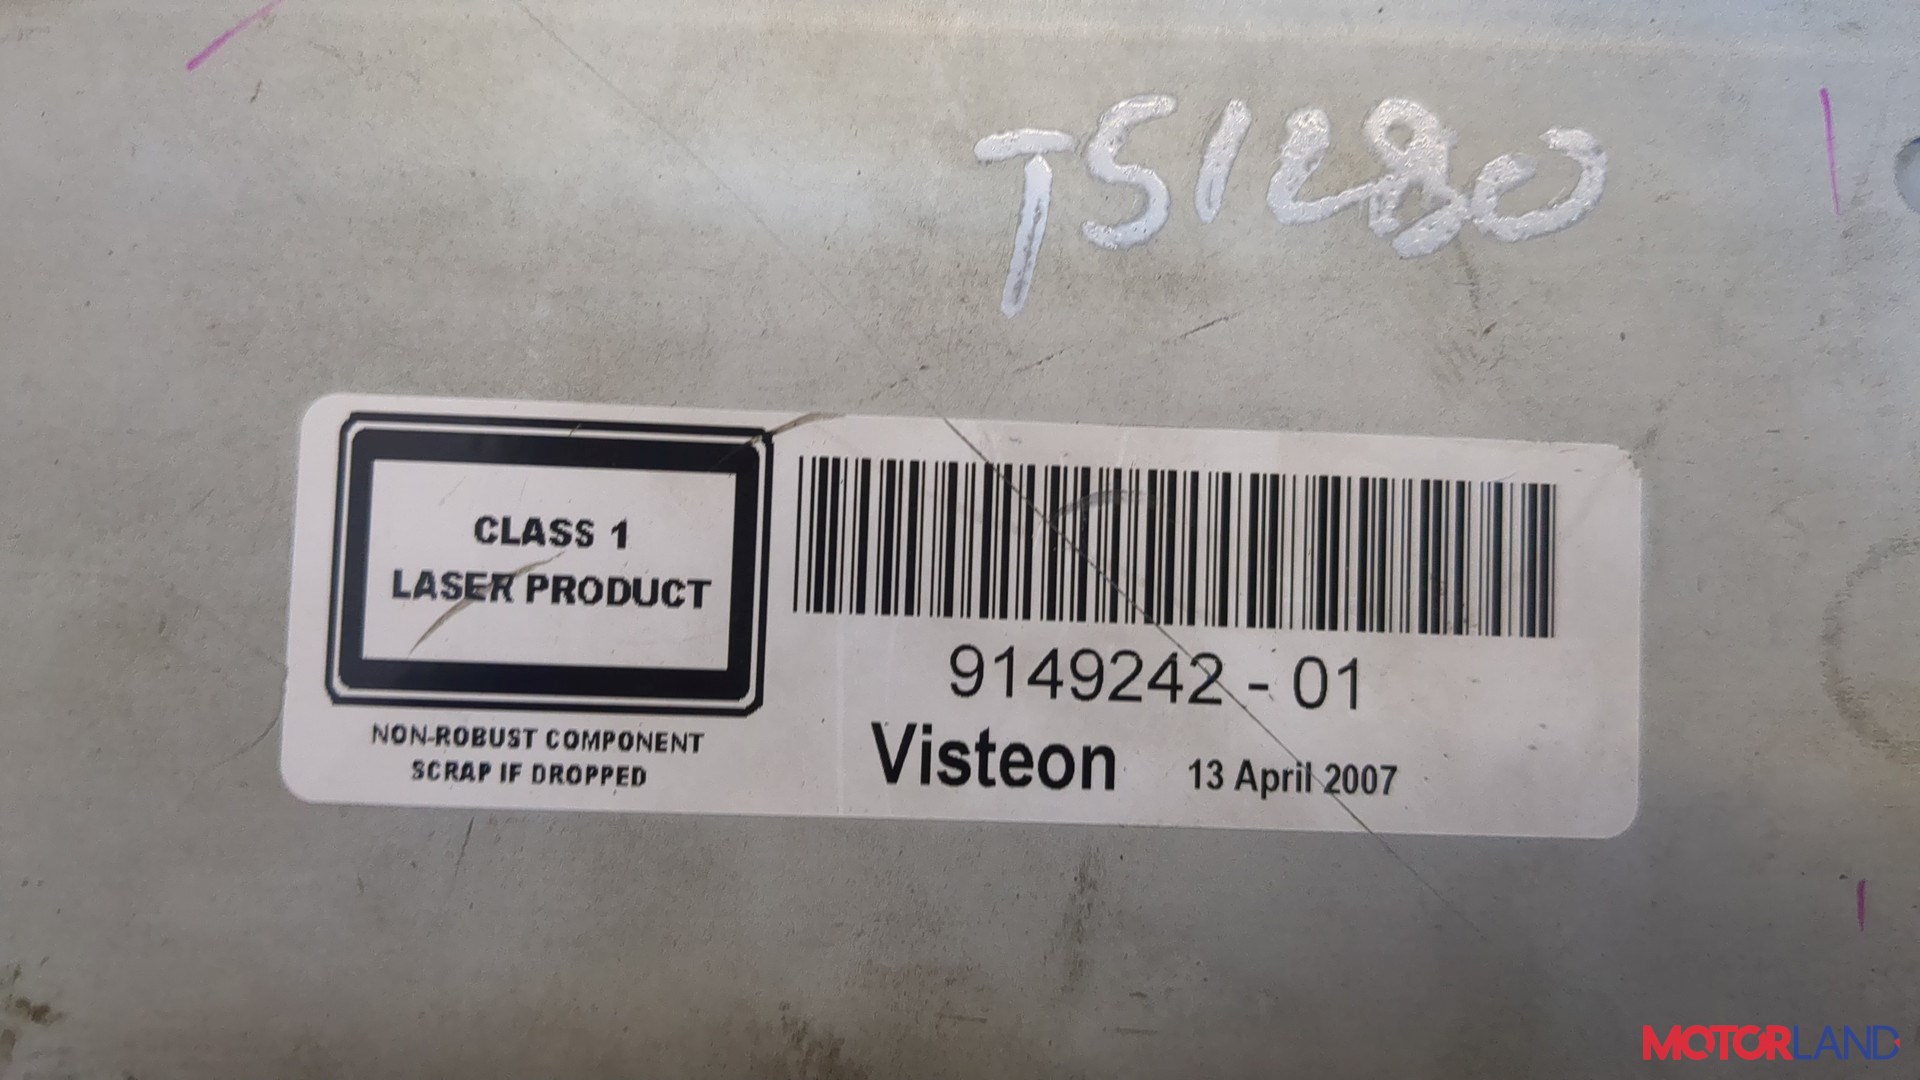 TS1280
CLASS 1
LASER PRODUCT
NON-ROBUST COMPONENT
SCRAP IF DROPPED
9149242 - 01
Visteon 13 April 2007
MOTORLAND